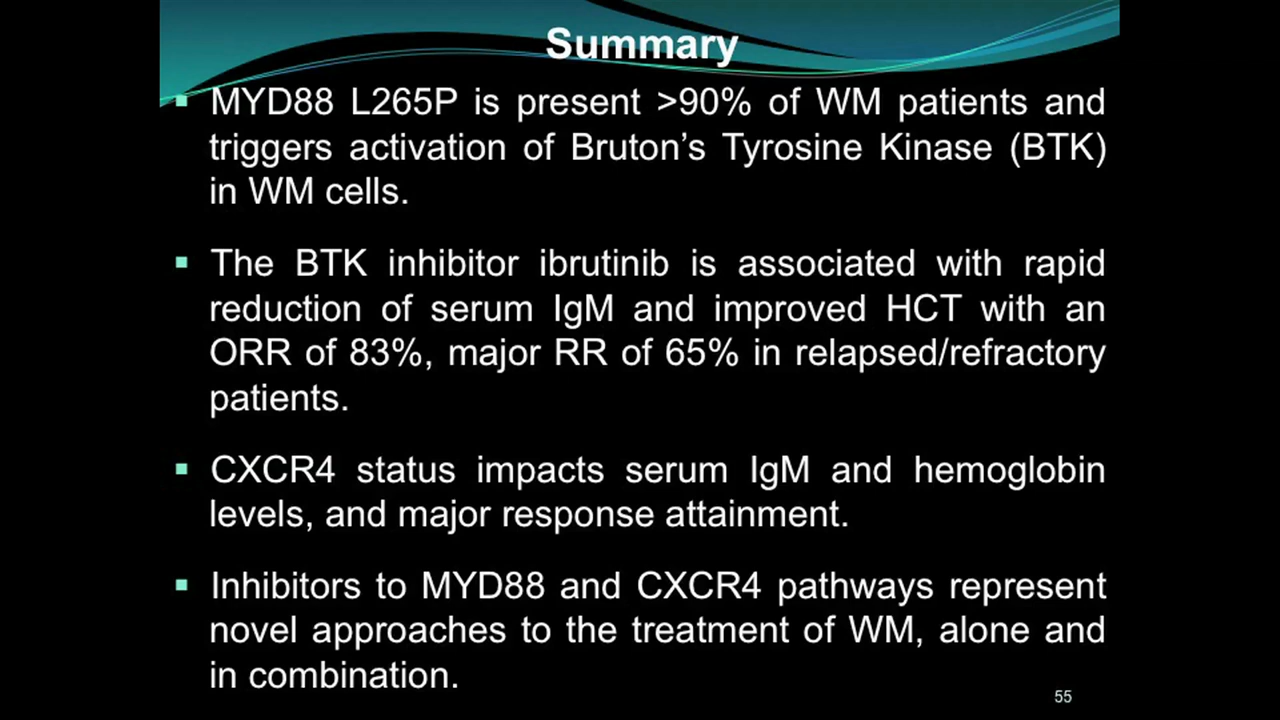 Summary
▪ MYD88 L265P is present >90% of WM patients and
triggers activation of Bruton’s Tyrosine Kinase (BTK)
in WM cells.
▪ The BTK inhibitor ibrutinib is associated with rapid
reduction of serum IgM and improved HCT with an
ORR of 83%, major RR of 65% in relapsed/refractory
patients.
▪ CXCR4 status impacts serum IgM and hemoglobin
levels, and major response attainment.
▪ Inhibitors to MYD88 and CXCR4 pathways represent
novel approaches to the treatment of WM, alone and
in combination.
55